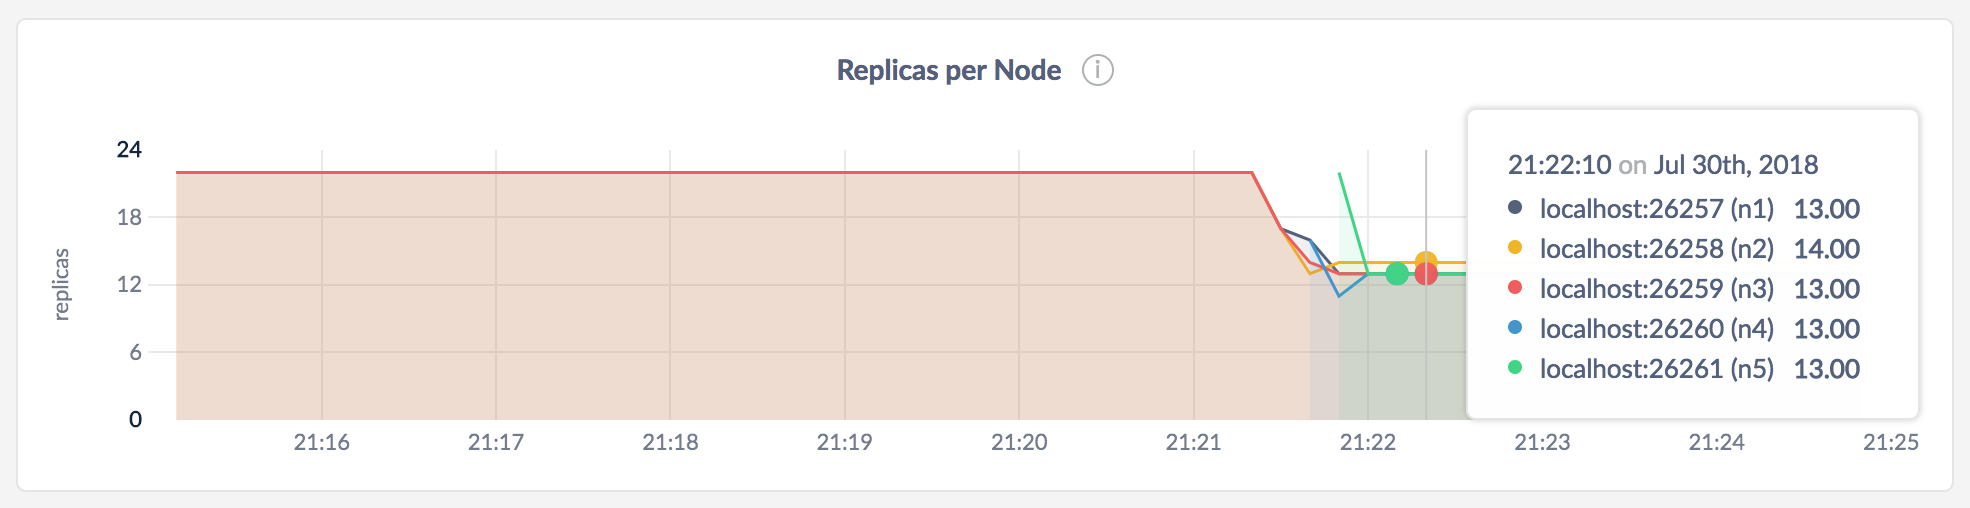 Replicas per Node i
24
18
12
6
0
replicas
21:16 21:17 21:18 21:19 21:20 21:21 21:22 21:23 21:24 21:25
21:22:10 on Jul 30th, 2018
localhost:26257 (n1) 13.00
localhost:26258 (n2) 14.00
localhost:26259 (n3) 13.00
localhost:26260 (n4) 13.00
localhost:26261 (n5) 13.00